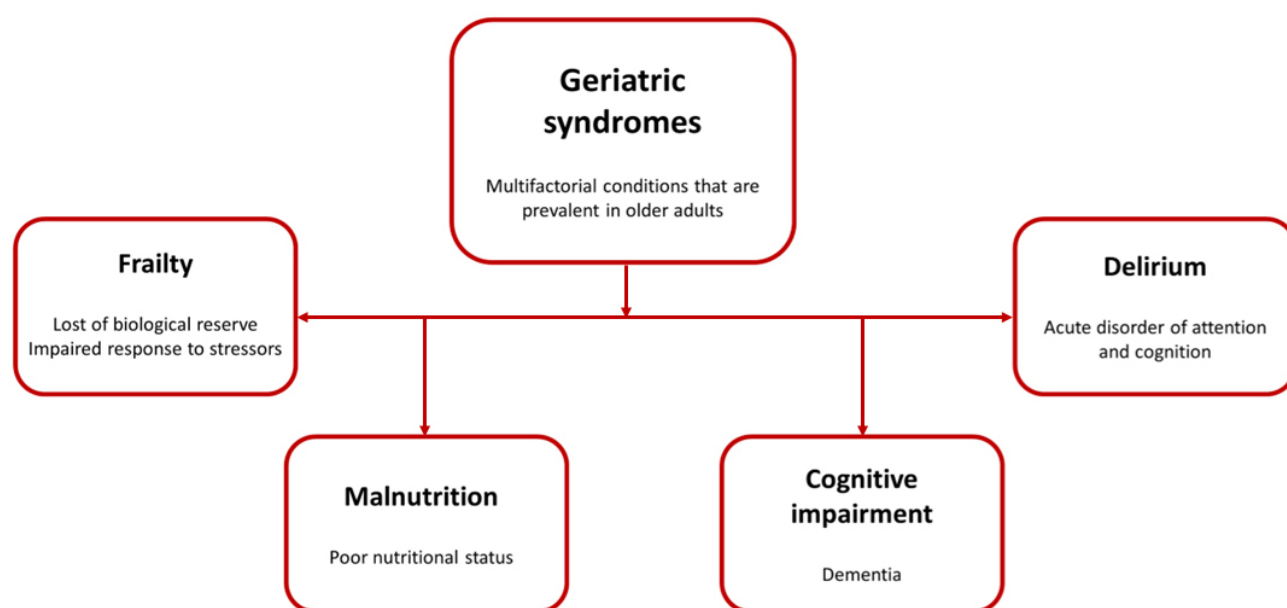 Geriatric
syndromes
Multifactorial conditions that are
prevalent in older adults
Frailty
Lost of biological reserve
Impaired response to stressors
Delirium
Acute disorder of attention
and cognition
Malnutrition
Poor nutritional status
Cognitive
impairment
Dementia